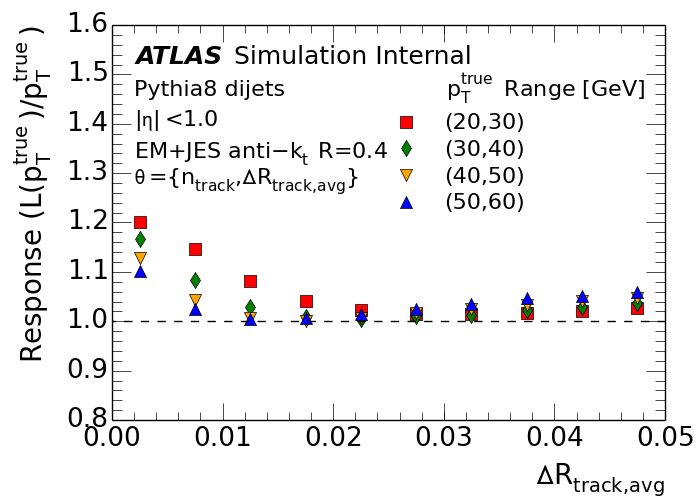 1.6
1.5
1.4
1.3
1.2
1.1
1.0
0.9
0.8
Response (L(p_T^true)/p_T^true)
ATLAS Simulation Internal
Pythia8 dijets
|η| <1.0
EM+JES anti−k_t R=0.4
θ={n_track,ΔR_track,avg}
p_T^true Range [GeV]
(20,30)
(30,40)
(40,50)
(50,60)
0.00 0.01 0.02 0.03 0.04 0.05
ΔR_track,avg